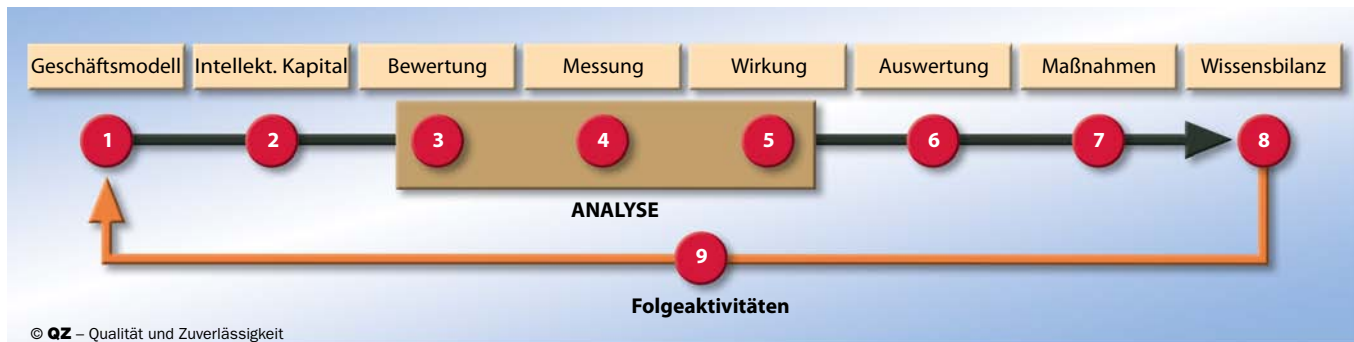 Geschäftsmodell Intellekt. Kapital Bewertung Messung Wirkung Auswertung Maßnahmen Wissensbilanz
1 2 3 4 5 6 7 8
ANALYSE
9
Folgeaktivitäten
© QZ – Qualität und Zuverlässigkeit